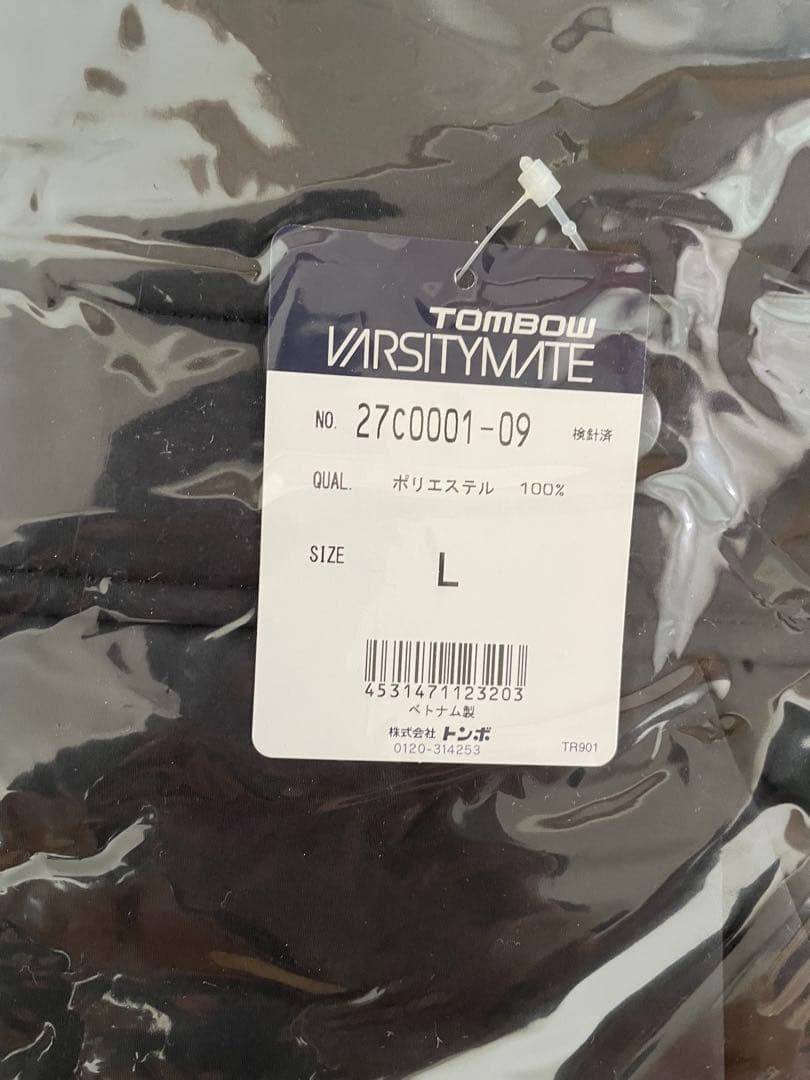 TOMBOW
VARSITYMATE
NO. 27C0001-09 検針済
QUAL. ポリエステル 100%
SIZE L
4531471123203
ベトナム製
株式会社 トンボ
0120-314253 TR901